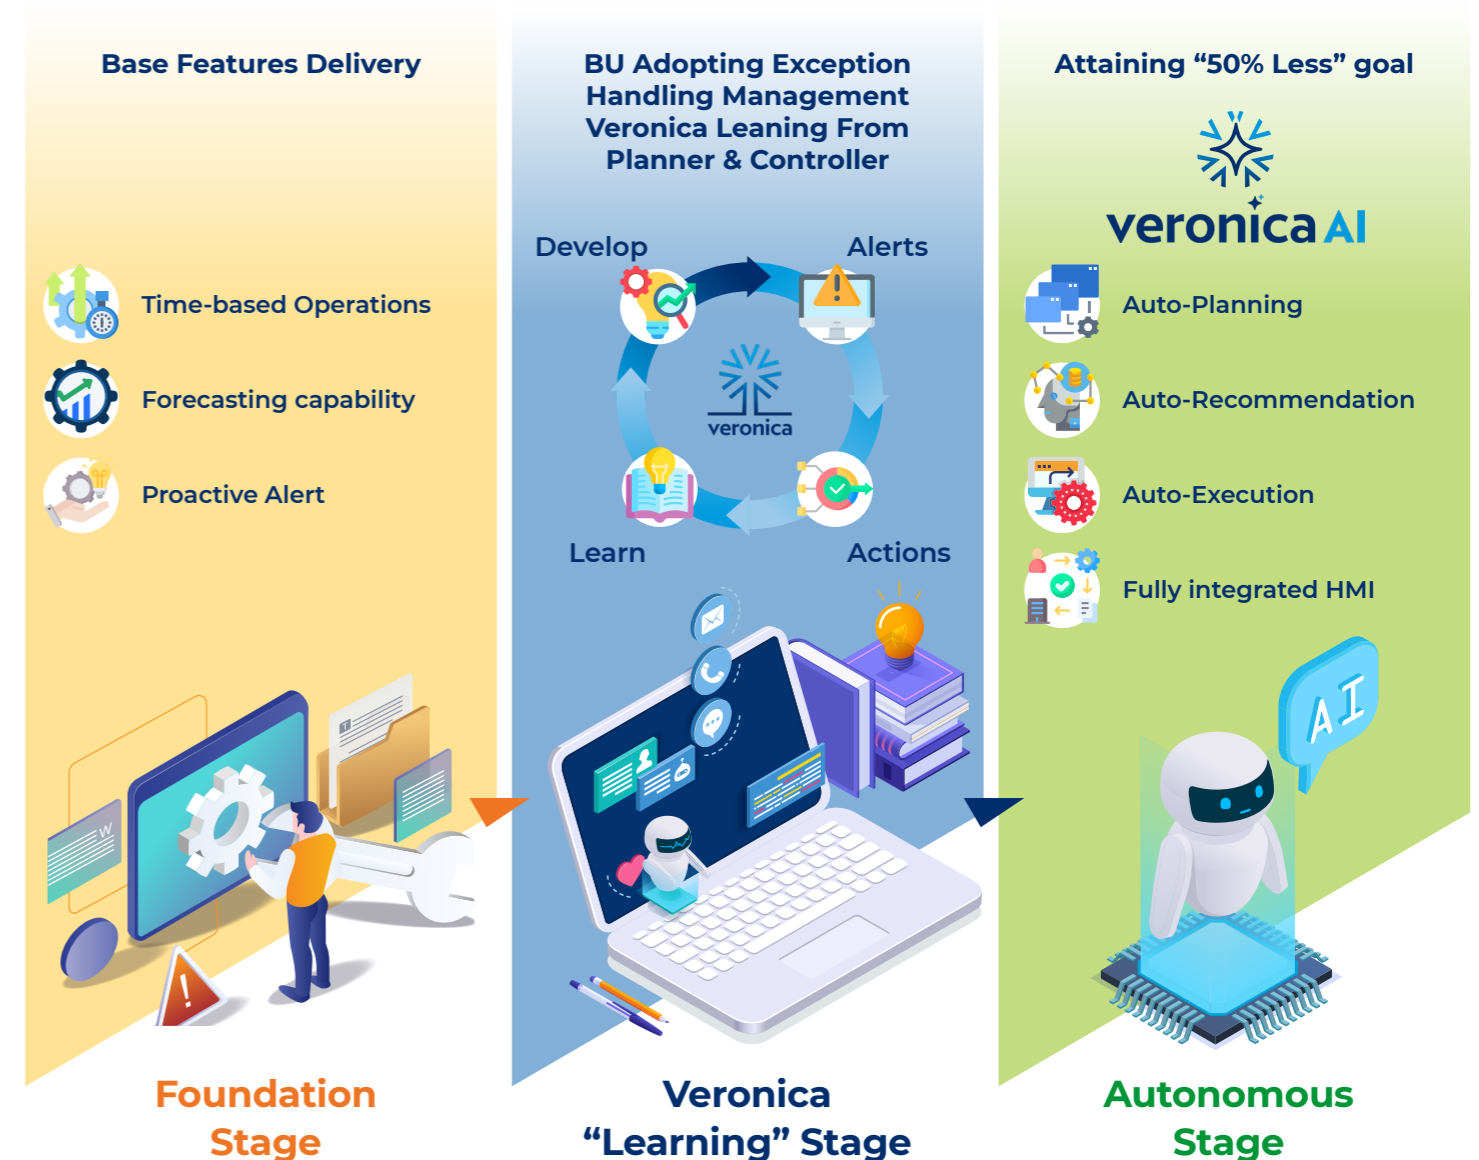 Base Features Delivery
Time-based Operations
Forecasting capability
Proactive Alert
W
T
!
Foundation
Stage
BU Adopting Exception
Handling Management
Veronica Leaning From
Planner & Controller
Develop
Alerts
veronica
Learn
Actions
Veronica
“Learning” Stage
Attaining “50% Less” goal
veronica AI
Auto-Planning
Auto-Recommendation
Auto-Execution
Fully integrated HMI
AI
Autonomous
Stage